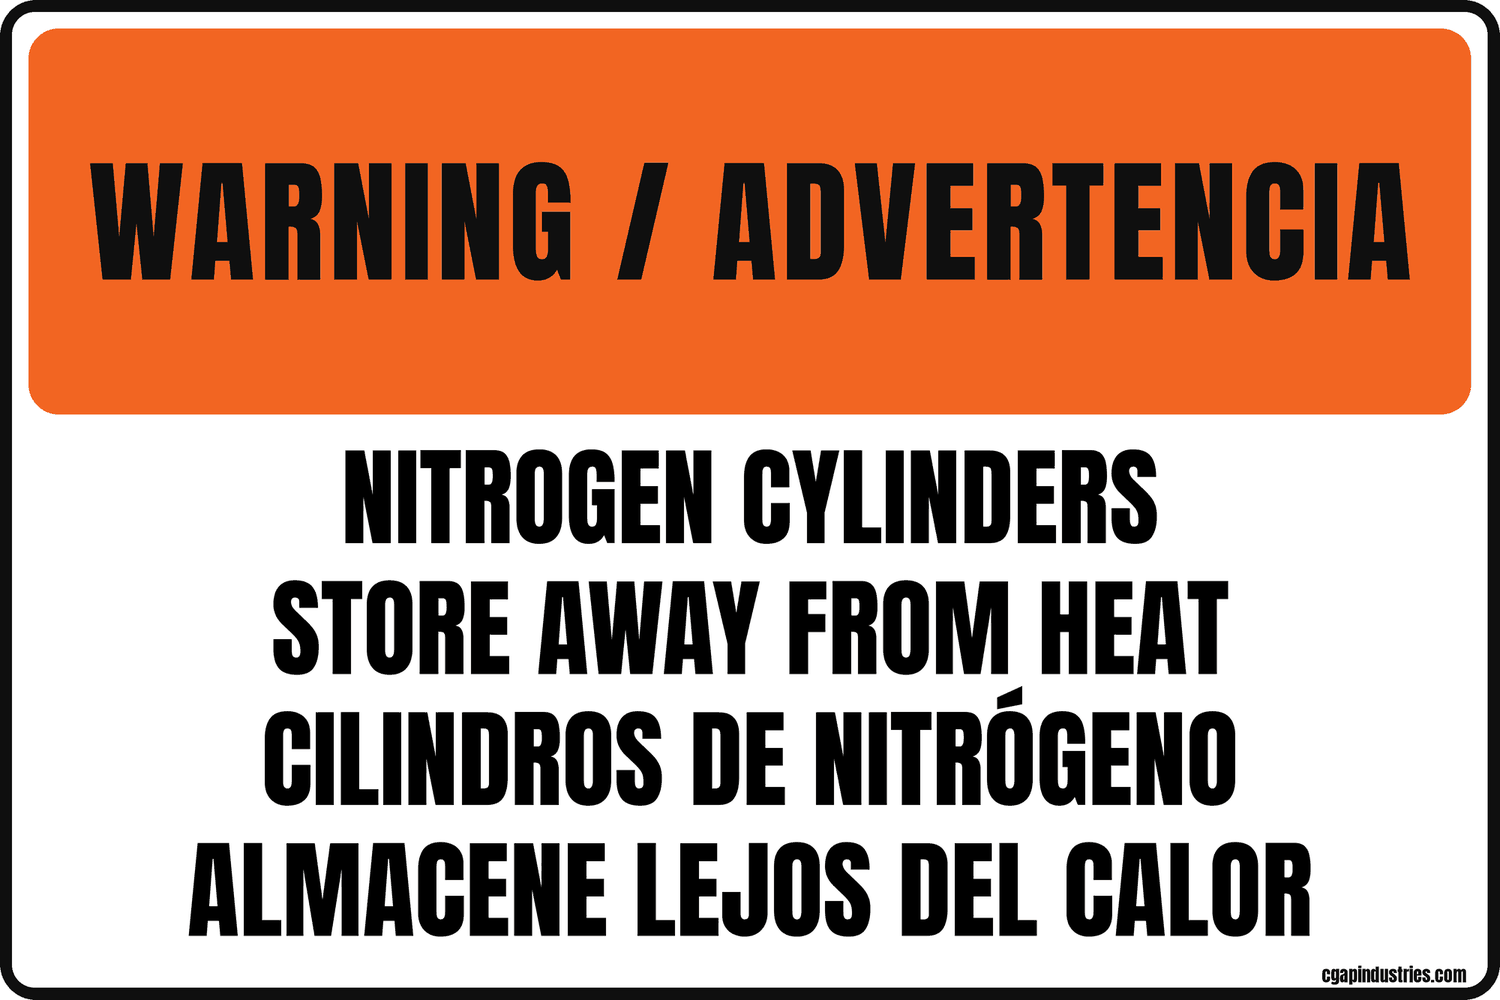 WARNING / ADVERTENCIA
NITROGEN CYLINDERS
STORE AWAY FROM HEAT
CILINDROS DE NITRÓGENO
ALMACENE LEJOS DEL CALOR
cgapindustries.com